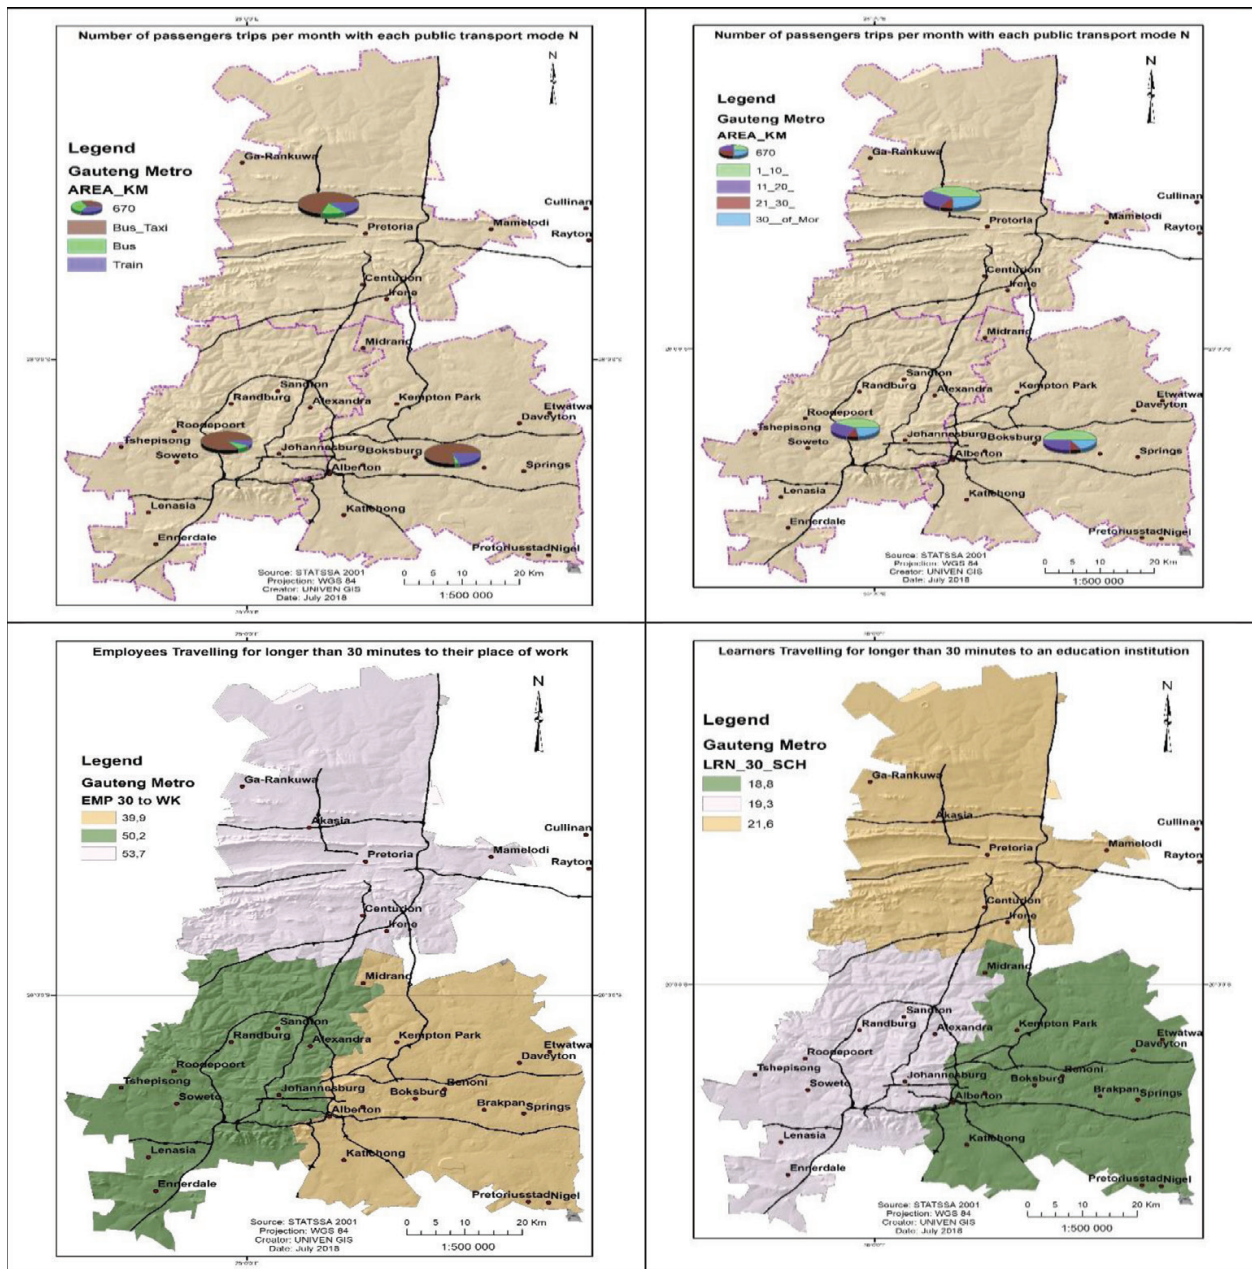 Number of passengers trips per month with each public transport mode N
N
Legend
Gauteng Metro
AREA_KM
670
Bus_Taxi
Bus
Train
Ga-Rankuwa
Cullinan
Mamelodi
Rayton
Pretoria
Centurion
Irene
Midrand
Sandton
Randburg
Alexandra
Kempton Park
Etwatwa
Daveyton
Roodepoort
Tshepisong
Johannesburg
Boksburg
Soweto
Alberton
Springs
Lenasia
Katlehong
Ennerdale
Pretoriusstad Nigel
Source: STATSSA 2001
Projection: WGS 84
Creator: UNIVEN GIS
Date: July 2018
0 5 10 20 Km
1:500 000
Number of passengers trips per month with each public transport mode N
N
Legend
Gauteng Metro
AREA_KM
670
1_10_
11_20_
21_30_
30__of_Mor
Ga-Rankuwa
Cullinan
Mamelodi
Rayton
Pretoria
Centurion
Irene
Midrand
Sandton
Randburg
Alexandra
Kempton Park
Etwatwa
Daveyton
Roodepoort
Tshepisong
Johannesburg
Boksburg
Soweto
Alberton
Springs
Lenasia
Katlehong
Ennerdale
Pretoriusstad Nigel
Source: STATSSA 2001
Projection: WGS 84
Creator: UNIVEN GIS
Date: July 2018
0 5 10 20 Km
1:500 000
Employees Travelling for longer than 30 minutes to their place of work
N
Legend
Gauteng Metro
EMP 30 to WK
39,9
50,2
53,7
Ga-Rankuwa
Akasia
Cullinan
Mamelodi
Rayton
Pretoria
Centurion
Irene
Midrand
Sandton
Randburg
Alexandra
Kempton Park
Etwatwa
Daveyton
Roodepoort
Tshepisong
Johannesburg
Benoni
Boksburg
Soweto
Brakpan
Springs
Alberton
Lenasia
Katlehong
Ennerdale
Pretoriusstad Nigel
Source: STATSSA 2001
Projection: WGS 84
Creator: UNIVEN GIS
Date: July 2018
0 5 10 20 Km
1:500 000
Learners Travelling for longer than 30 minutes to an education institution
N
Legend
Gauteng Metro
LRN_30_SCH
18,8
19,3
21,6
Ga-Rankuwa
Akasia
Cullinan
Mamelodi
Rayton
Pretoria
Centurion
Irene
Midrand
Sandton
Randburg
Alexandra
Kempton Park
Etwatwa
Daveyton
Roodepoort
Tshepisong
Johannesburg
Benoni
Boksburg
Soweto
Brakpan
Springs
Alberton
Lenasia
Katlehong
Ennerdale
Pretoriusstad Nigel
Source: STATSSA 2001
Projection: WGS 84
Creator: UNIVEN GIS
Date: July 2018
0 5 10 20 Km
1:500 000